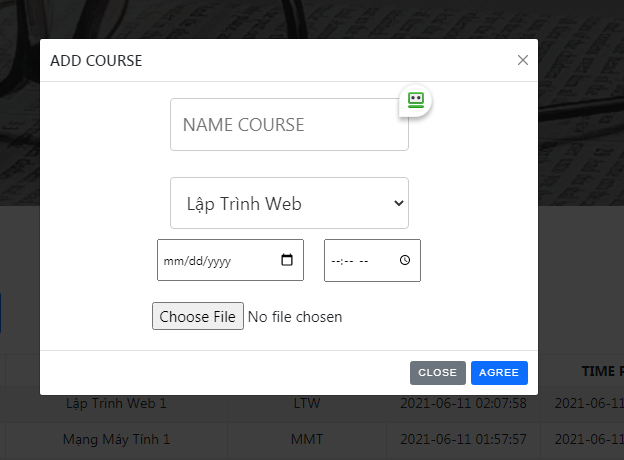 ADD COURSE
NAME COURSE
Lập Trình Web
mm/dd/yyyy --:-- --
Choose File No file chosen
CLOSE AGREE
TIME
Lập Trình Web 1 LTW 2021-06-11 02:07:58 2021-06-11
Mạng Máy Tính 1 MMT 2021-06-11 01:57:57 2021-06-11